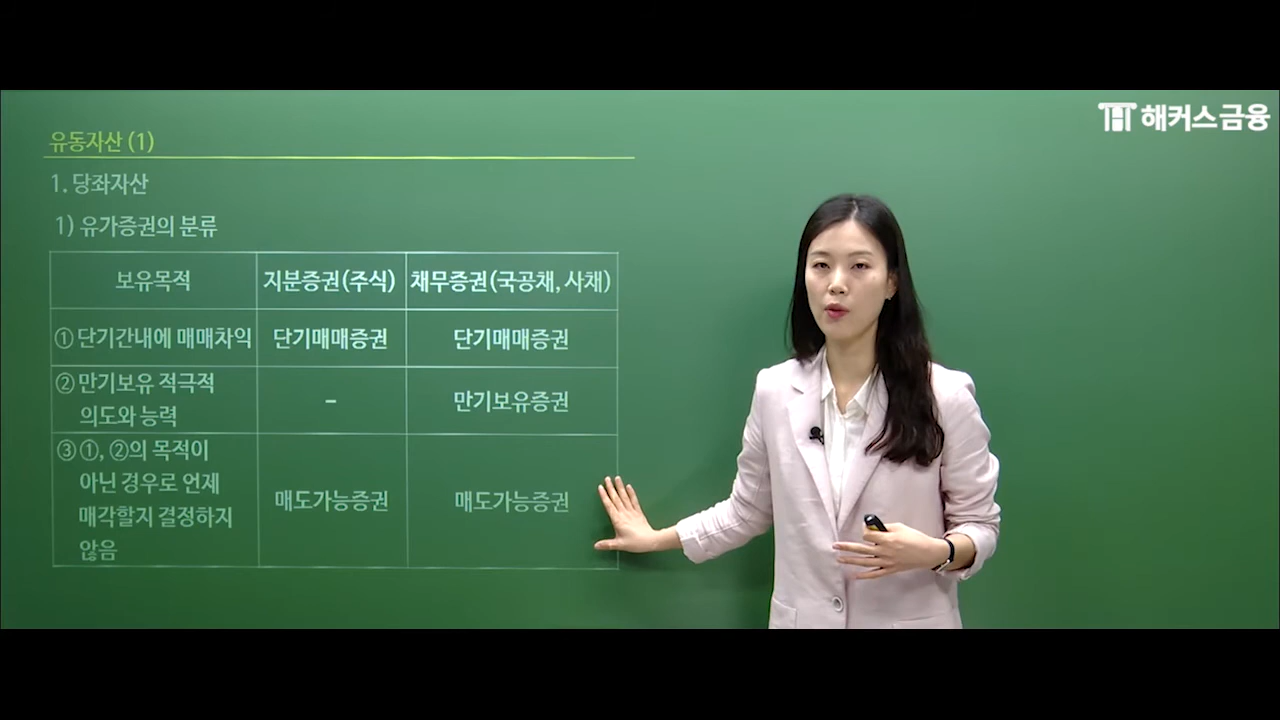 해커스금융
유동자산 (1)
1. 당좌자산
1) 유가증권의 분류
보유목적 지분증권(주식) 채무증권(국공채, 사채)
① 단기간내에 매매차익 단기매매증권 단기매매증권
② 만기보유 적극적
의도와 능력 - 만기보유증권
③ ①, ②의 목적이
아닌 경우로 언제
매각할지 결정하지
않음
매도가능증권 매도가능증권